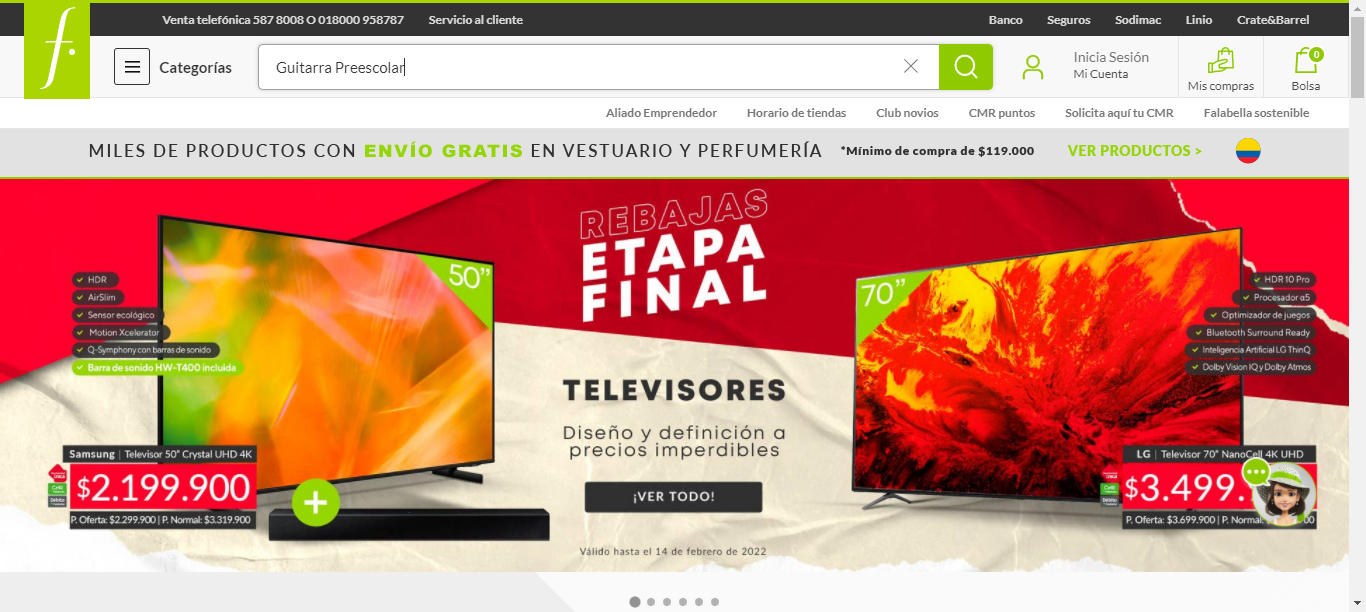 Venta telefónica 587 8008 O 018000 958787
Servicio al cliente
Banco
Seguros
Sodimac
Linio
Crate&Barrel
f.
Categorías
Guitarra Preescolar
Inicia Sesión
Mi Cuenta
Mis compras
0
Bolsa
Aliado Emprendedor
Horario de tiendas
Club novios
CMR puntos
Solicita aquí tu CMR
Falabella sostenible
MILES DE PRODUCTOS CON ENVÍO GRATIS EN VESTUARIO Y PERFUMERÍA *Mínimo de compra de $119.000 VER PRODUCTOS >
REBAJAS
ETAPA
FINAL
50”
HDR
AirSlim
Sensor ecológico
Motion Xcelerator
Q-Symphony con barras de sonido
Barra de sonido HW-T400 incluida
Samsung | Televisor 50” Crystal UHD 4K
$2.199.900
P. Oferta: $2.299.900 | P. Normal: $3.319.900
+
TELEVISORES
Diseño y definición a
precios imperdibles
¡VER TODO!
Válido hasta el 14 de febrero de 2022
70”
HDR 10 Pro
Procesador α5
Optimizador de juegos
Bluetooth Surround Ready
Inteligencia Artificial LG ThinQ
Dolby Vision IQ y Dolby Atmos
LG | Televisor 70” NanoCell 4K UHD
$3.499.
P. Oferta: $3.699.900 | P. Norma